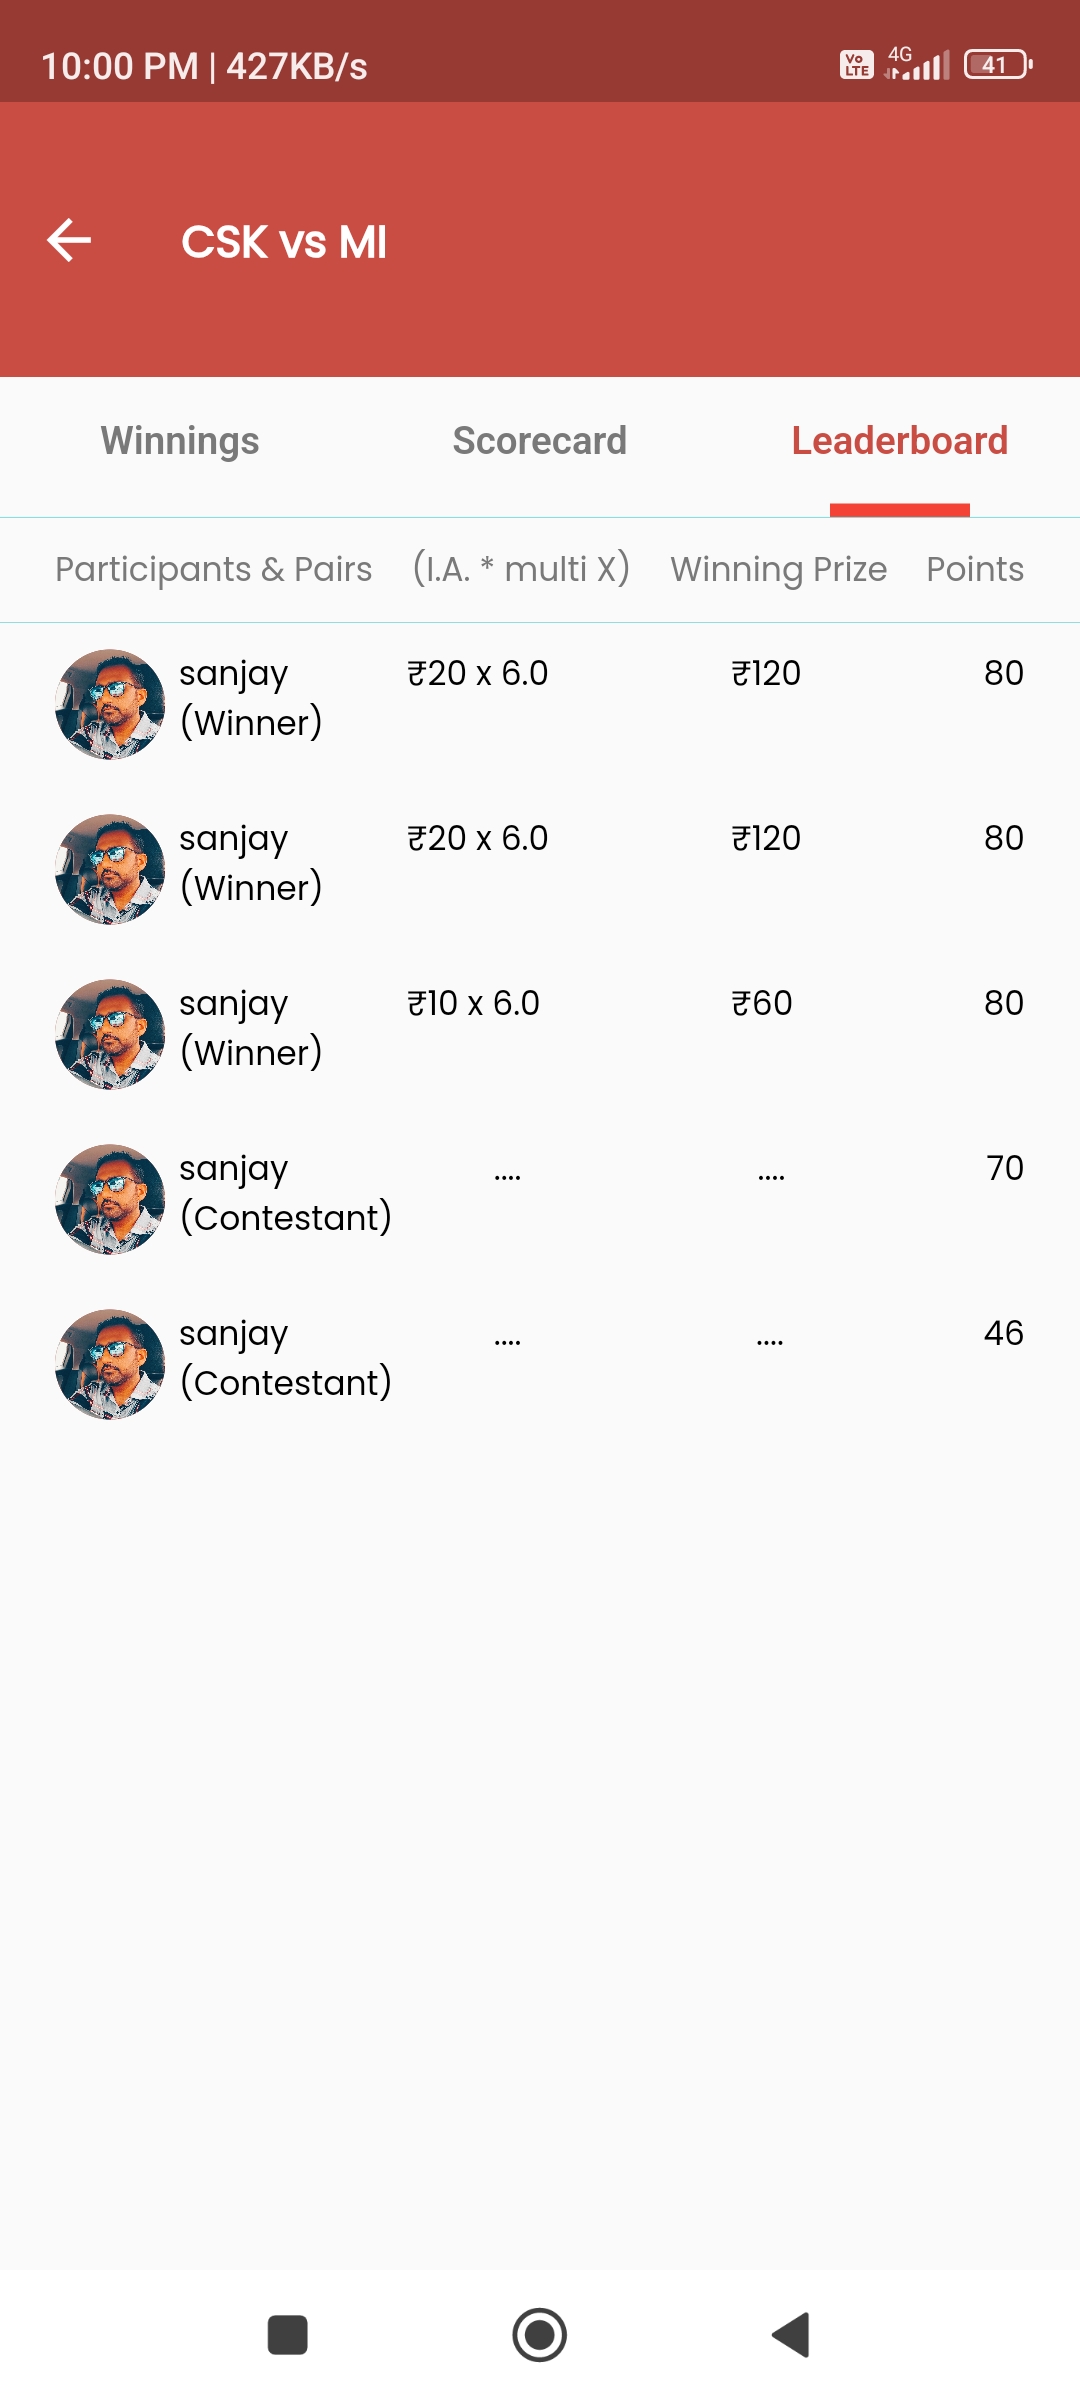 10:00 PM | 427KB/s Vo LTE 4G 41
CSK vs MI
Winnings Scorecard Leaderboard
Participants & Pairs (I.A. * multi X) Winning Prize Points
sanjay ₹20 x 6.0 ₹120 80
(Winner)
sanjay ₹20 x 6.0 ₹120 80
(Winner)
sanjay ₹10 x 6.0 ₹60 80
(Winner)
sanjay .... .... 70
(Contestant)
sanjay .... .... 46
(Contestant)